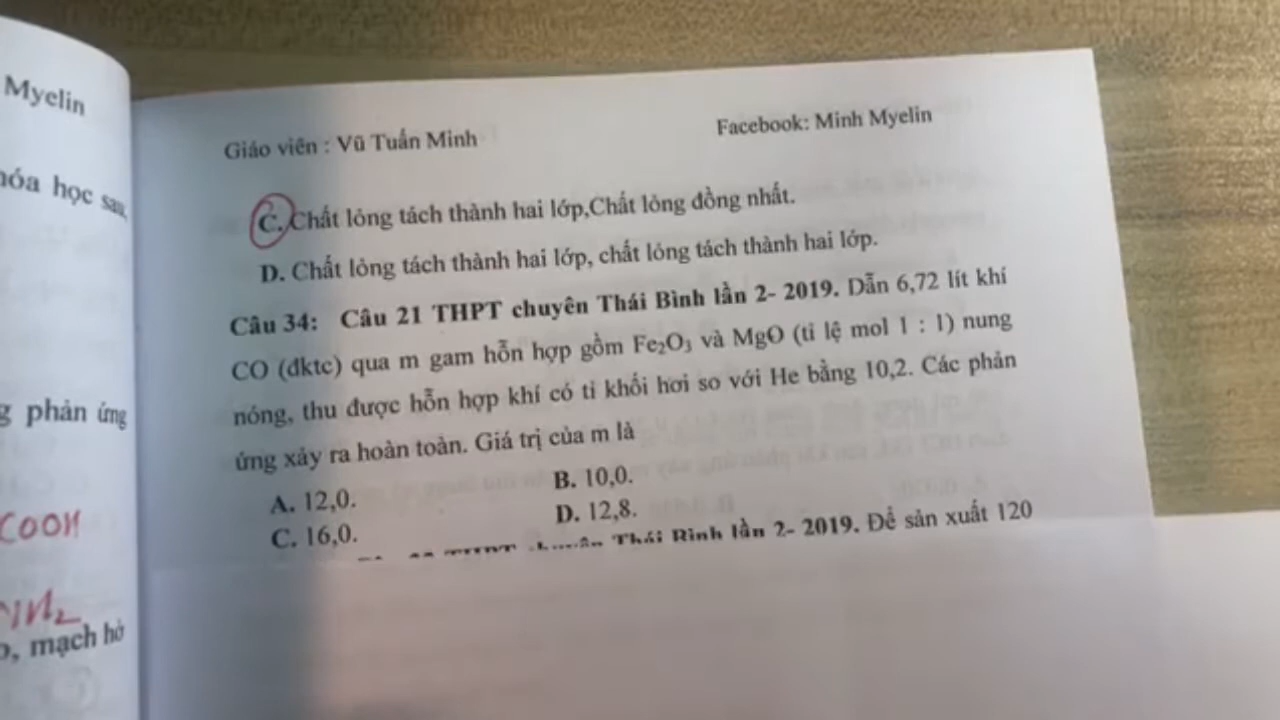 Myelin
hóa học sau,
g phản ứng
COOH
NH₂
o, mạch hở
Giáo viên : Vũ Tuấn Minh
Facebook: Minh Myelin
C. Chất lỏng tách thành hai lớp,Chất lỏng đồng nhất.
D. Chất lỏng tách thành hai lớp, chất lỏng tách thành hai lớp.
Câu 34: Câu 21 THPT chuyên Thái Bình lần 2- 2019. Dẫn 6,72 lít khí
CO (đktc) qua m gam hỗn hợp gồm Fe₂O₃ và MgO (tỉ lệ mol 1 : 1) nung
nóng, thu được hỗn hợp khí có tỉ khối hơi so với He bằng 10,2. Các phản
ứng xảy ra hoàn toàn. Giá trị của m là
A. 12,0.
B. 10,0.
C. 16,0.
D. 12,8.
THPT chuyên Thái Bình lần 2- 2019. Để sản xuất 120